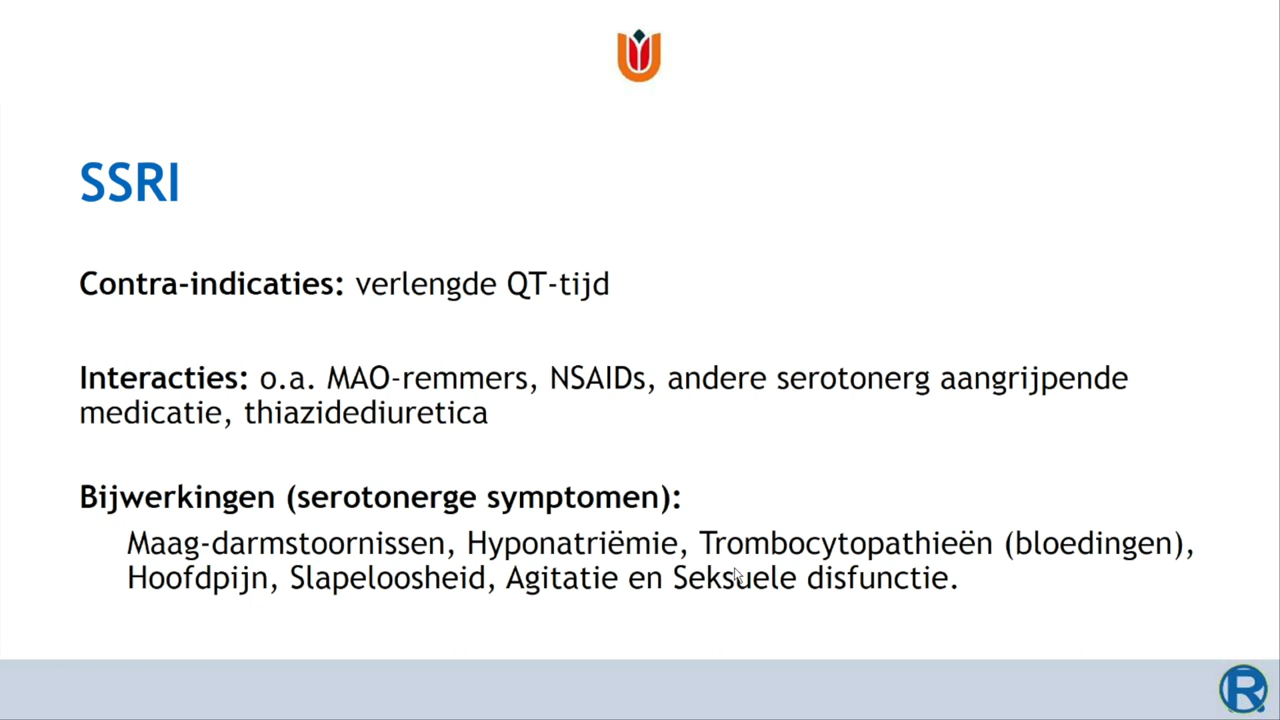 SSRI
Contra-indicaties: verlengde QT-tijd
Interacties: o.a. MAO-remmers, NSAIDs, andere serotonerg aangrijpende
medicatie, thiazidediuretica
Bijwerkingen (serotonerge symptomen):
Maag-darmstoornissen, Hyponatriëmie, Trombocytopathieën (bloedingen),
Hoofdpijn, Slapeloosheid, Agitatie en Seksuele disfunctie.
R